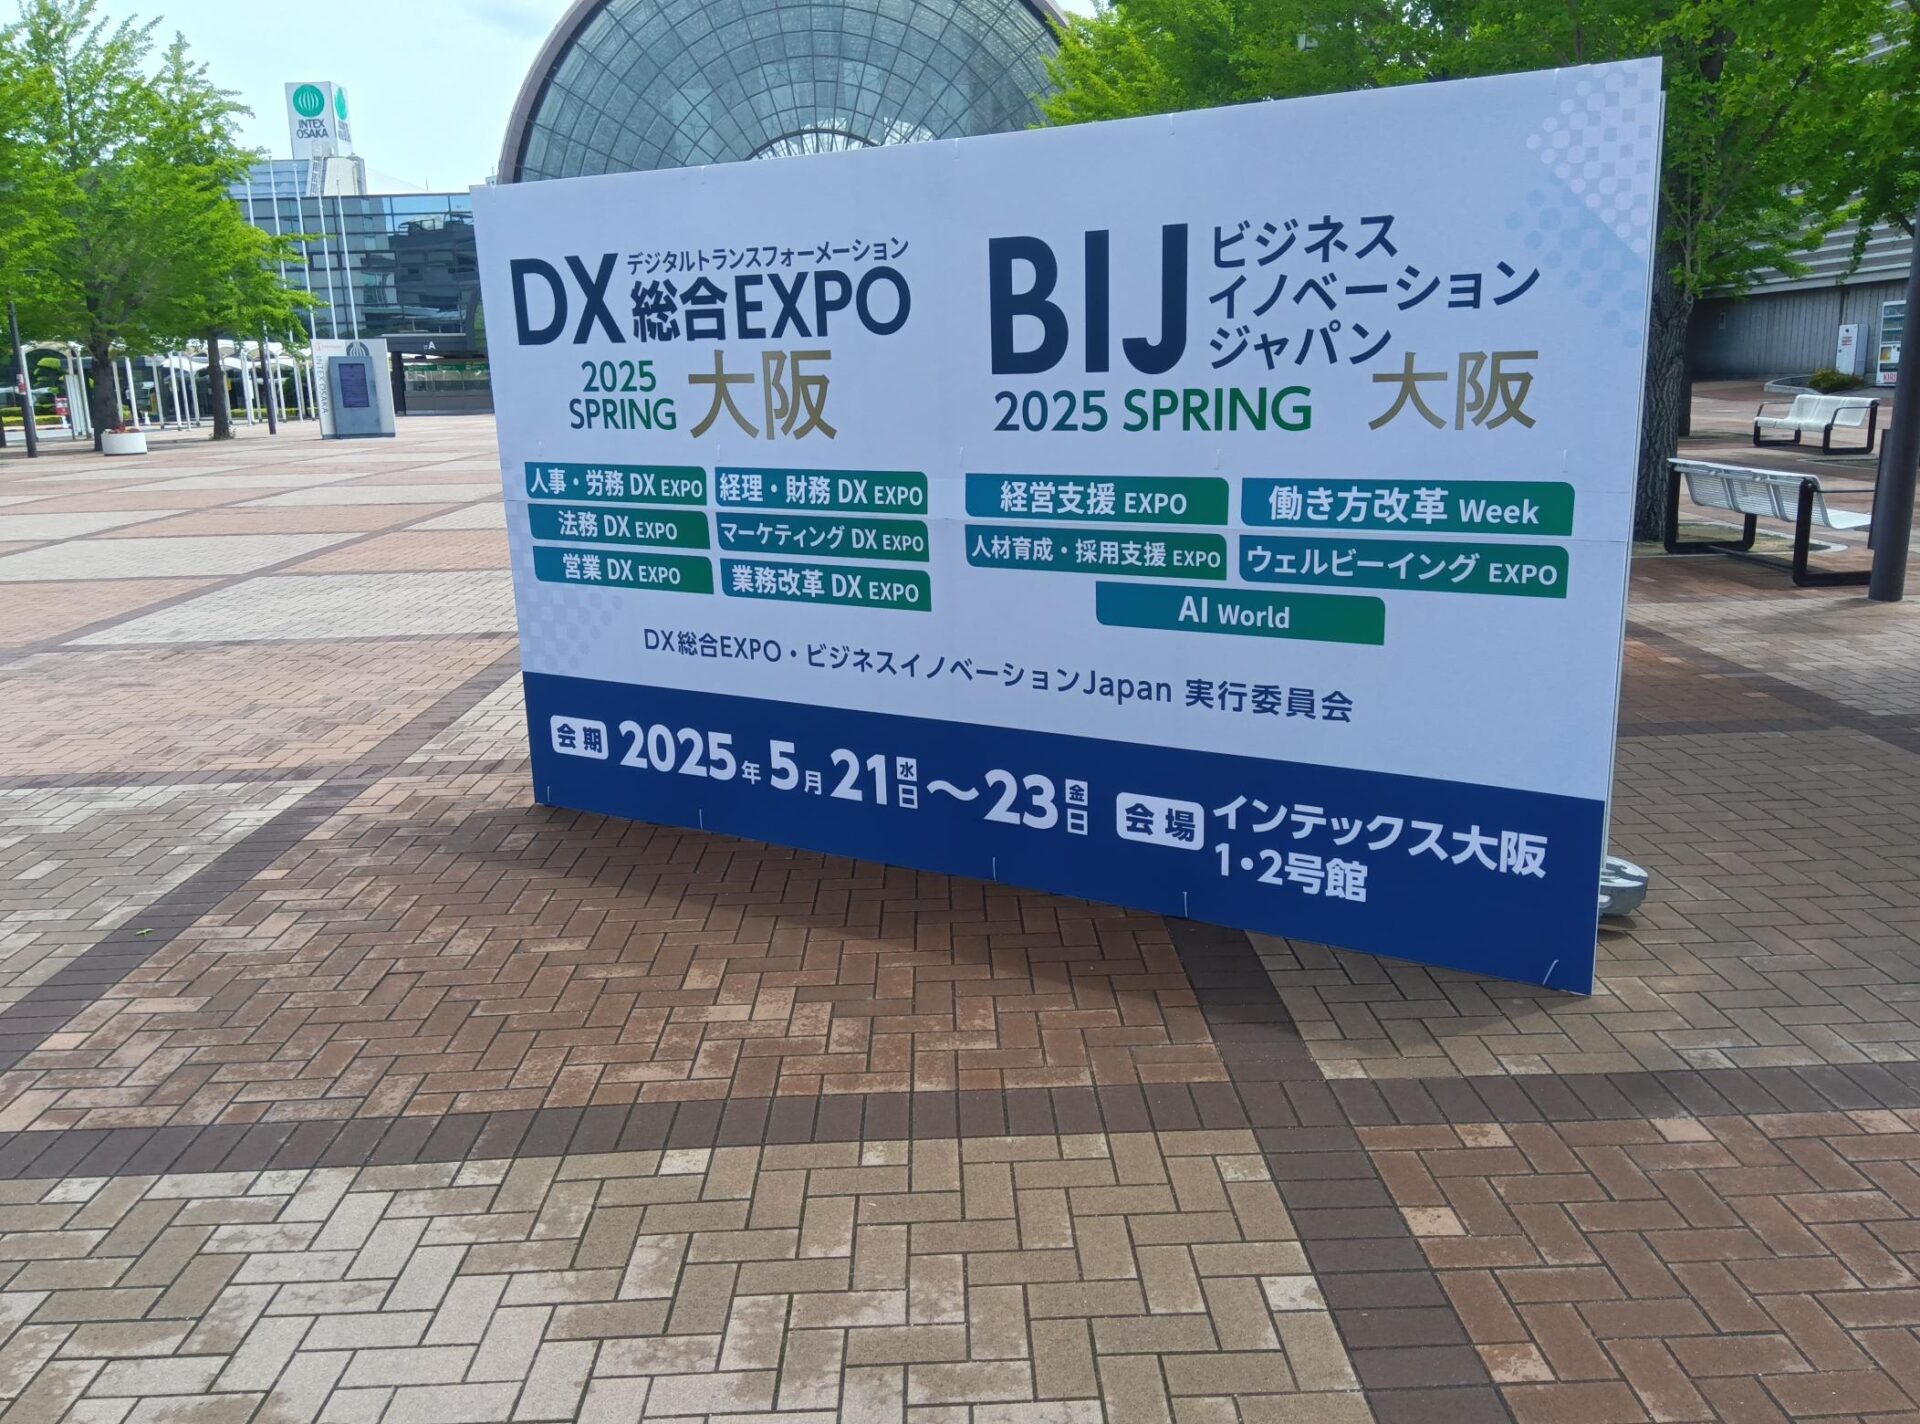 INTEX
OSAKA
INTEX OSAKA
デジタルトランスフォーメーション
DX 総合EXPO
2025
SPRING 大阪
人事・労務 DX EXPO
経理・財務 DX EXPO
法務 DX EXPO
マーケティング DX EXPO
営業 DX EXPO
業務改革 DX EXPO
BIJ ビジネス
イノベーション
ジャパン
2025 SPRING 大阪
経営支援 EXPO
働き方改革 Week
人材育成・採用支援 EXPO
ウェルビーイング EXPO
AI World
DX総合EXPO・ビジネスイノベーションJapan 実行委員会
会期 2025年5月21水日～23金日
会場 インテックス大阪
1・2号館